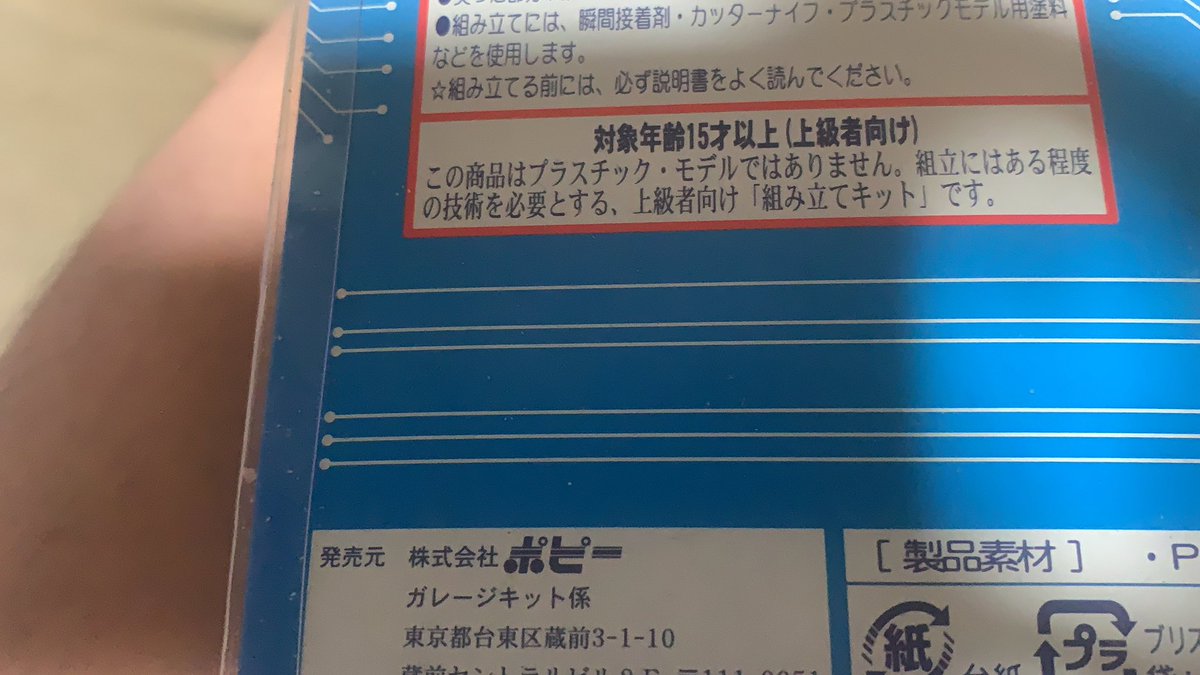 ●組み立てには、瞬間接着剤・カッターナイフ・プラスチックモデル用塗料
などを使用します。
☆組み立てる前には、必ず説明書をよく読んでください。
対象年齢15才以上(上級者向け)
この商品はプラスチック・モデルではありません。組立にはある程度
の技術を必要とする、上級者向け「組み立てキット」です。
発売元 株式会社ポピー
ガレージキット係
東京都台東区蔵前3-1-10
[製品素材] ・P
紙 プラ